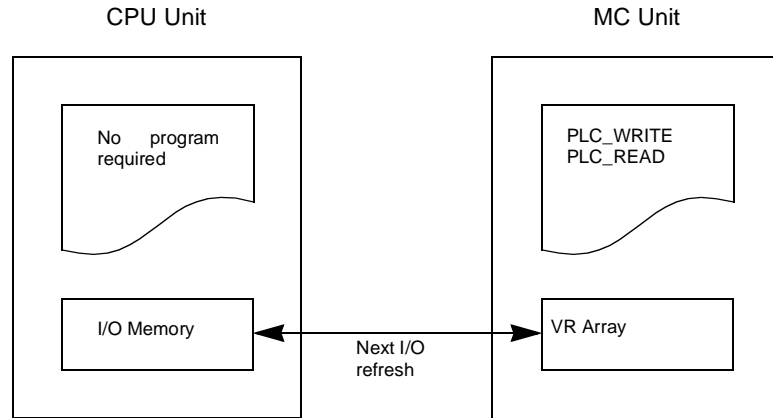 CPU Unit
MC Unit
No program
required
PLC_WRITE
PLC_READ
I/O Memory
VR Array
Next I/O
refresh